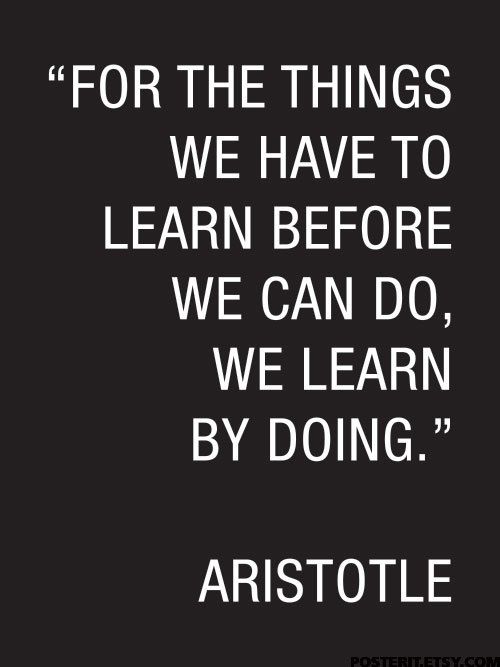 “FOR THE THINGS
WE HAVE TO
LEARN BEFORE
WE CAN DO,
WE LEARN
BY DOING.”
ARISTOTLE
POSTERIT.ETSY.COM